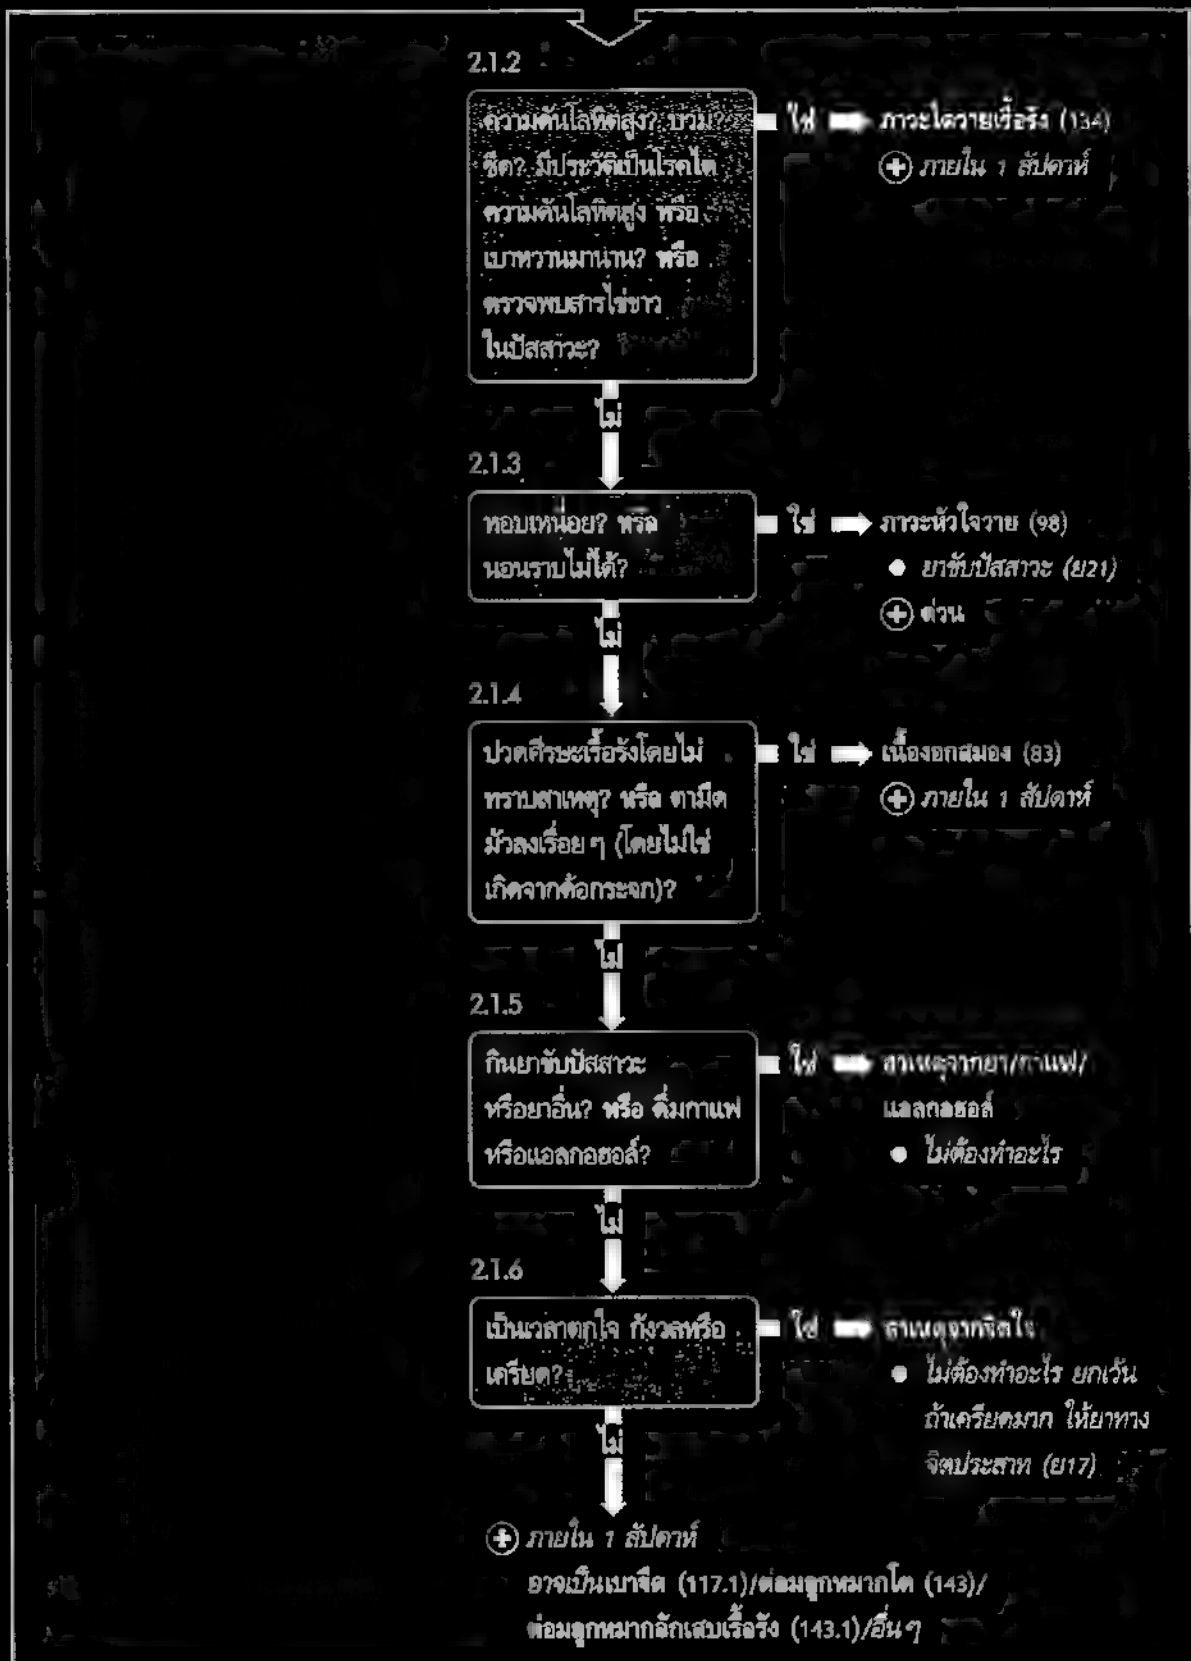 2.1.2
ความดันโลหิตสูง? บวม?
ซีด? มีประวัติเป็นโรคไต
ความดันโลหิตสูง หรือ
เบาหวานมานาน? หรือ
ตรวจพบสารไข่ขาว
ในปัสสาวะ?
ใช่
ภาวะไตวายเรื้อรัง (134)
ภายใน 1 สัปดาห์
ไม่
2.1.3
หอบเหนื่อย? หรือ
นอนราบไม่ได้?
ใช่
ภาวะหัวใจวาย (98)
• ยาขับปัสสาวะ (ย21)
ด่วน
ไม่
2.1.4
ปวดศีรษะเรื้อรังโดยไม่
ทราบสาเหตุ? หรือ ตามืด
มัวลงเรื่อยๆ (โดยไม่ใช่
เกิดจากต้อกระจก)?
ใช่
เนื้องอกสมอง (83)
ภายใน 1 สัปดาห์
ไม่
2.1.5
กินยาขับปัสสาวะ
หรือยาอื่น? หรือ ดื่มกาแฟ
หรือแอลกอฮอล์?
ใช่
สาเหตุจากยา/กาแฟ/
แอลกอฮอล์
• ไม่ต้องทำอะไร
ไม่
2.1.6
เป็นเวลาตกใจ กังวลหรือ
เครียด?
ใช่
สาเหตุจากจิตใจ
• ไม่ต้องทำอะไร ยกเว้น
ถ้าเครียดมาก ให้ยาทาง
จิตประสาท (ย17)
ไม่
ภายใน 1 สัปดาห์
อาจเป็นเบาจืด (117.1)/ต่อมลูกหมากโต (143)/
ต่อมลูกหมากอักเสบเรื้อรัง (143.1)/อื่นๆ